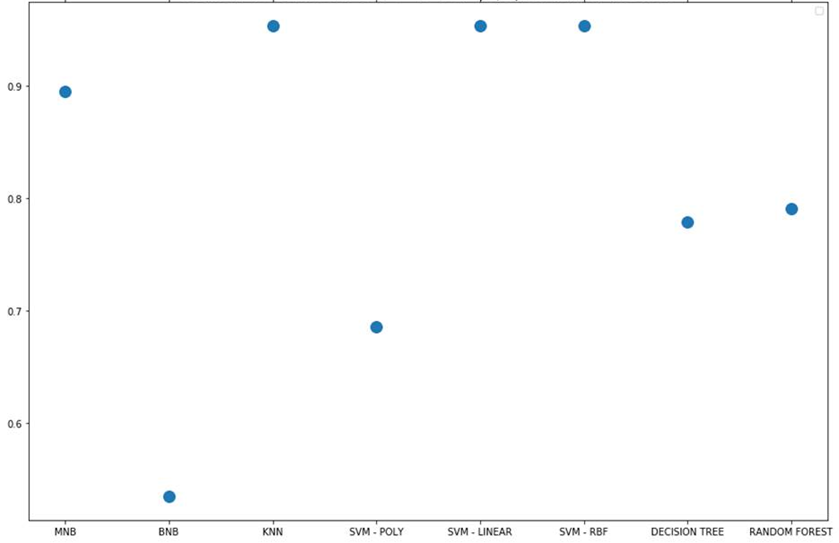 0.9
0.8
0.7
0.6
MNB BNB KNN SVM - POLY SVM - LINEAR SVM - RBF DECISION TREE RANDOM FOREST